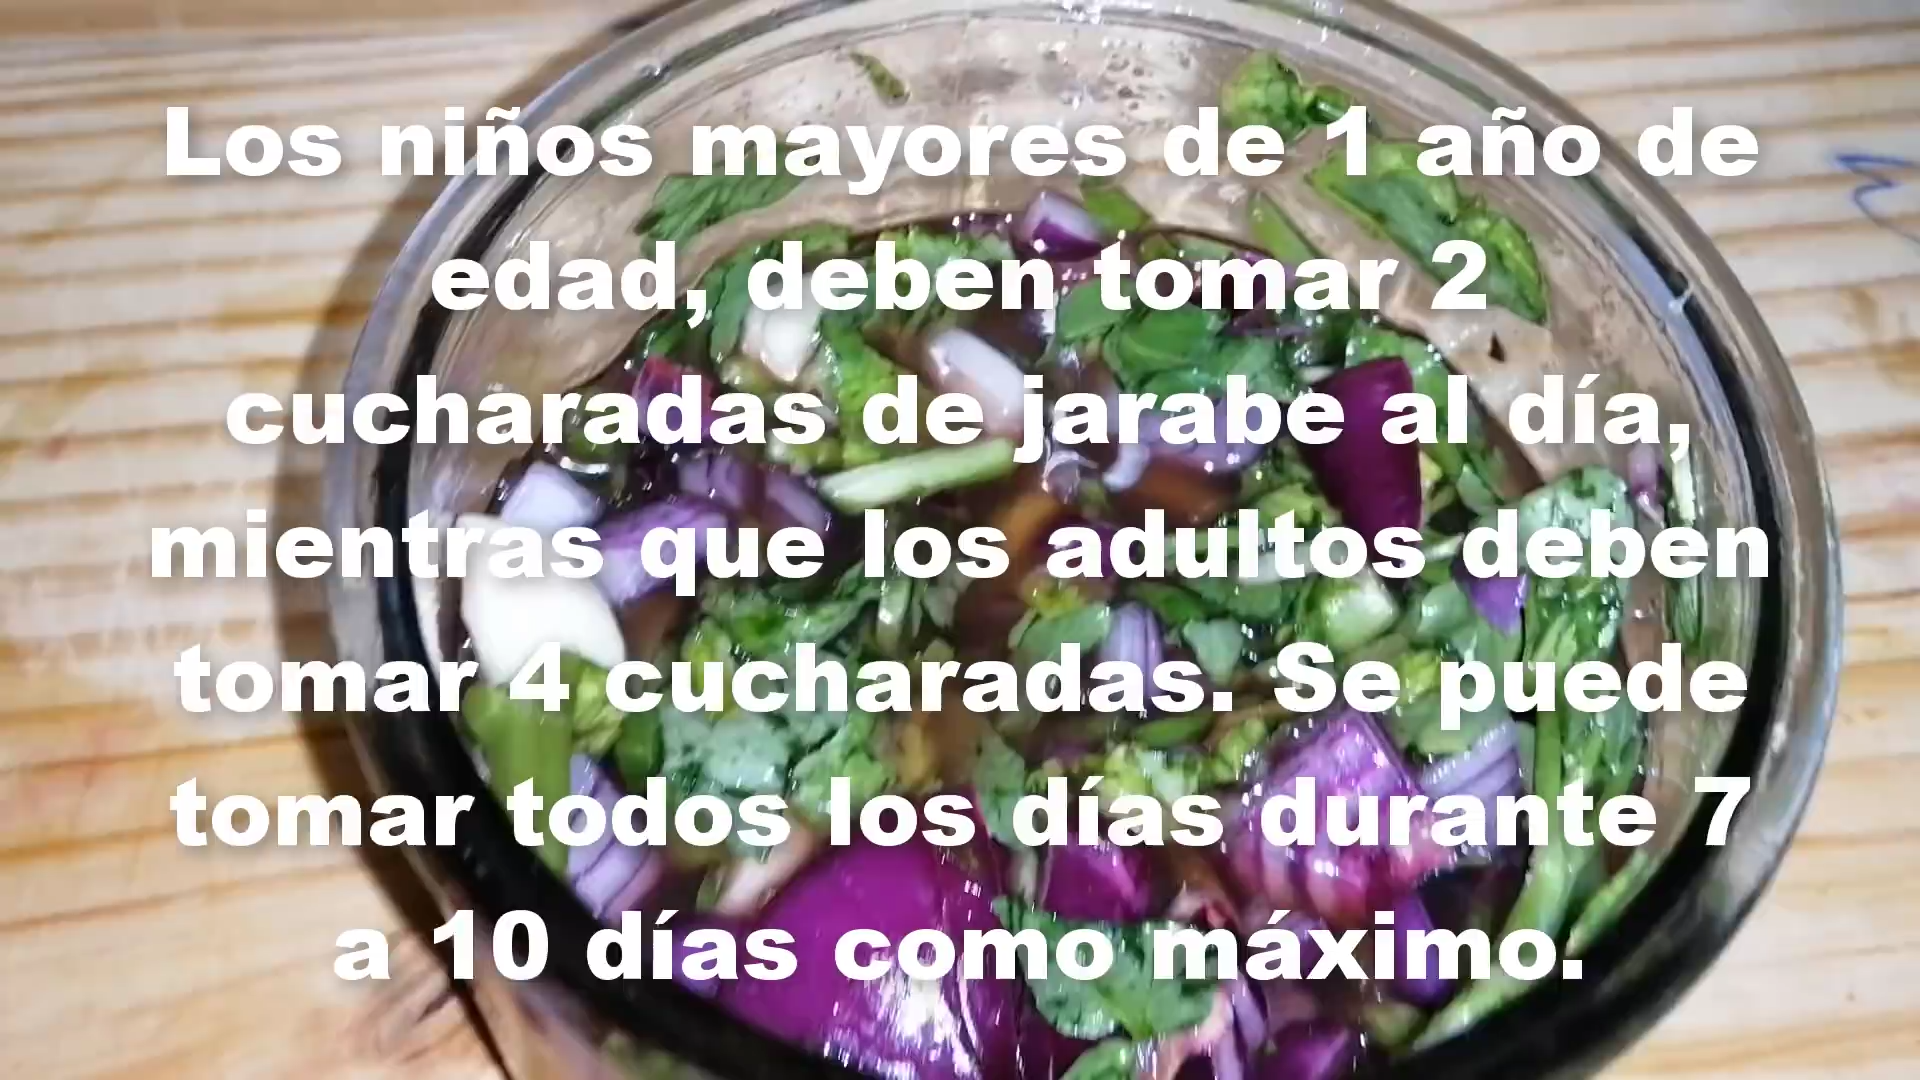 Los niños mayores de 1 año de
edad, deben tomar 2
cucharadas de jarabe al día,
mientras que los adultos deben
tomar 4 cucharadas. Se puede
tomar todos los días durante 7
a 10 días como máximo.